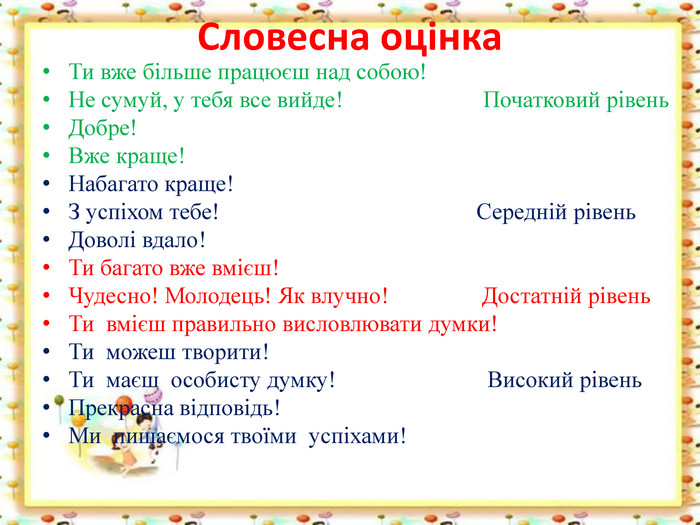 Словесна оцінка
• Ти вже більше працюєш над собою!
• Не сумуй, у тебя все вийде! Початковий рівень
• Добре!
• Вже краще!
• Набагато краще!
• З успіхом тебе! Середній рівень
• Доволі вдало!
• Ти багато вже вмієш!
• Чудесно! Молодець! Як влучно! Достатній рівень
• Ти вмієш правильно висловлювати думки!
• Ти можеш творити!
• Ти маєш особисту думку! Високий рівень
• Прекрасна відповідь!
• Ми пишаємося твоїми успіхами!